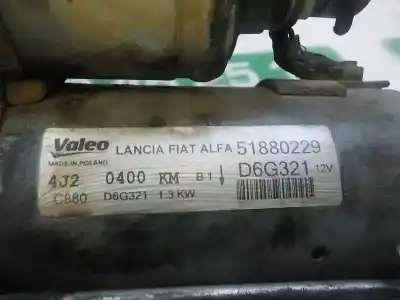 Valeo LANCIA FIAT ALFA 51880229
MADE IN POLAND
4J2 0400 KM B1 D6G321 12V
C880 D6G321 1.3 KW